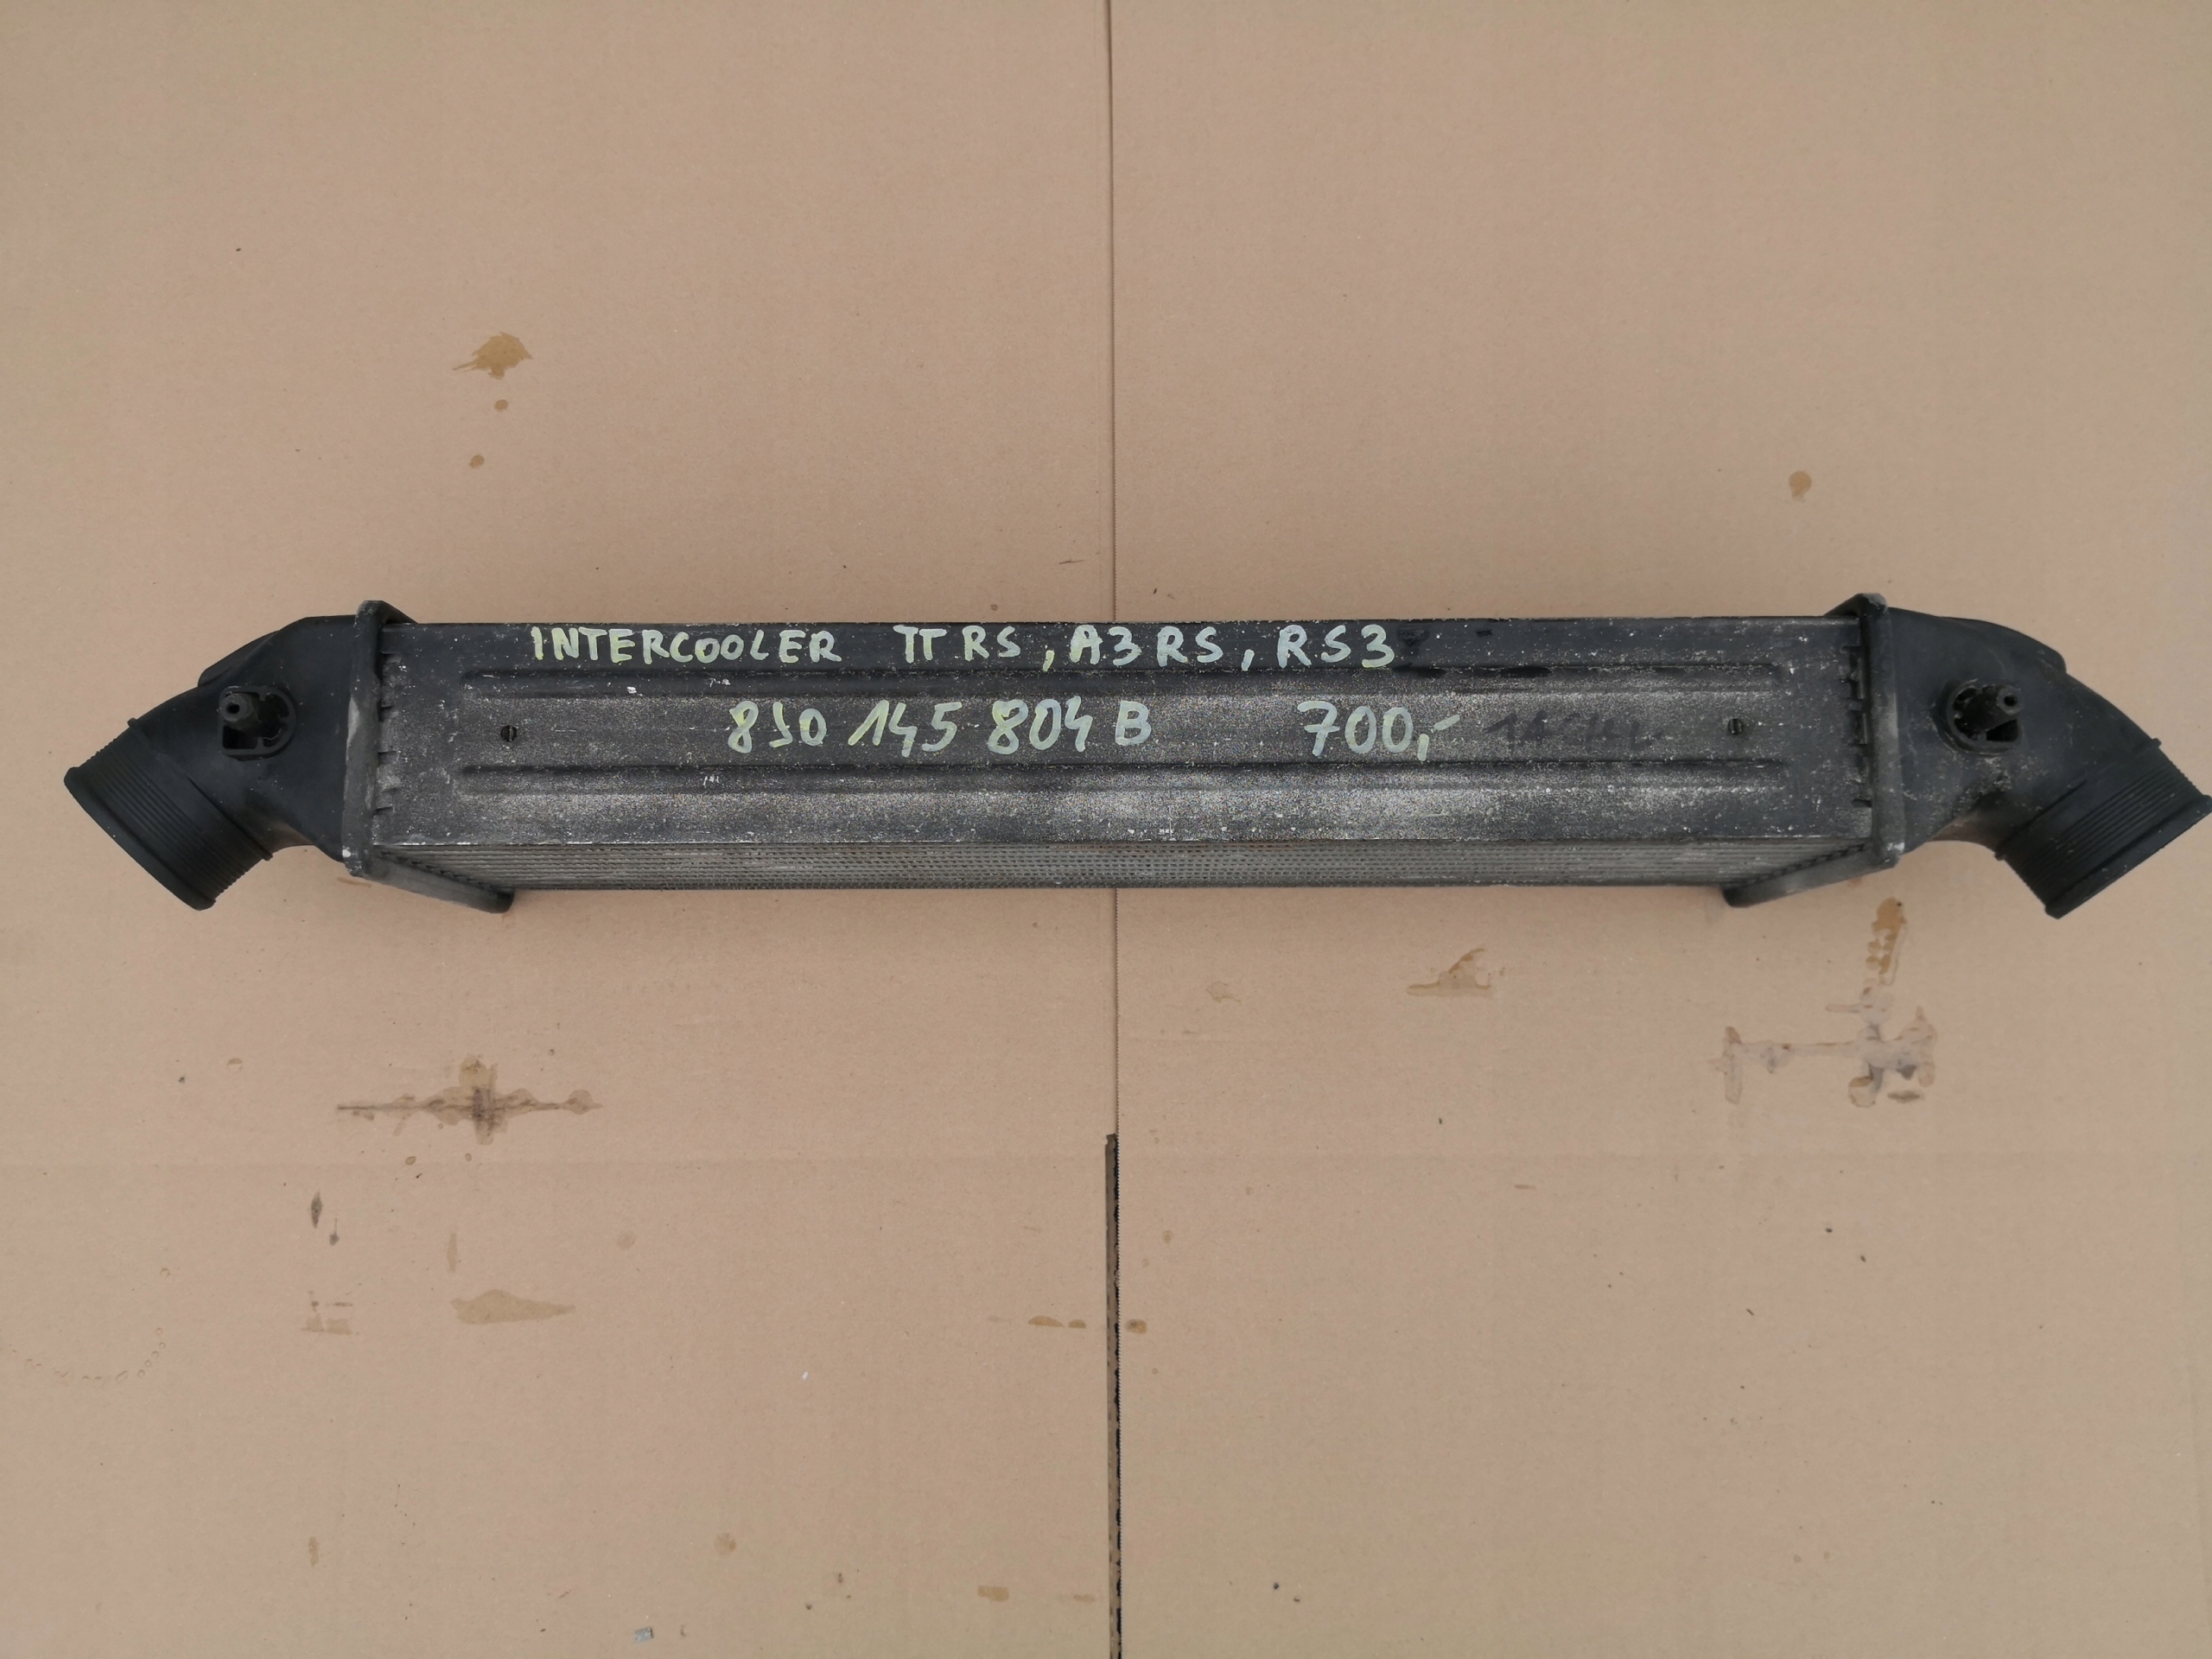 INTERCOOLER TT RS, A3 RS, RS3
8J0 145 804 B 700,-